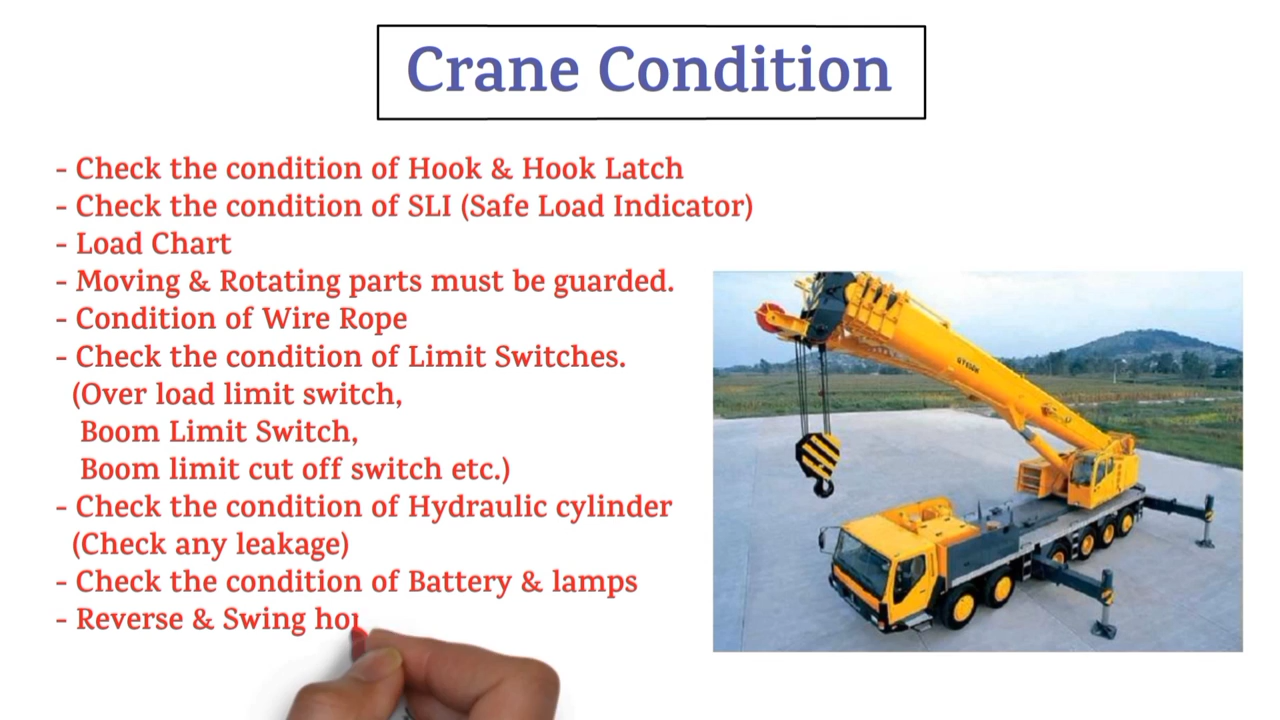 Crane Condition
- Check the condition of Hook & Hook Latch
- Check the condition of SLI (Safe Load Indicator)
- Load Chart
- Moving & Rotating parts must be guarded.
- Condition of Wire Rope
- Check the condition of Limit Switches.
(Over load limit switch,
Boom Limit Switch,
Boom limit cut off switch etc.)
- Check the condition of Hydraulic cylinder
(Check any leakage)
- Check the condition of Battery & lamps
- Reverse & Swing